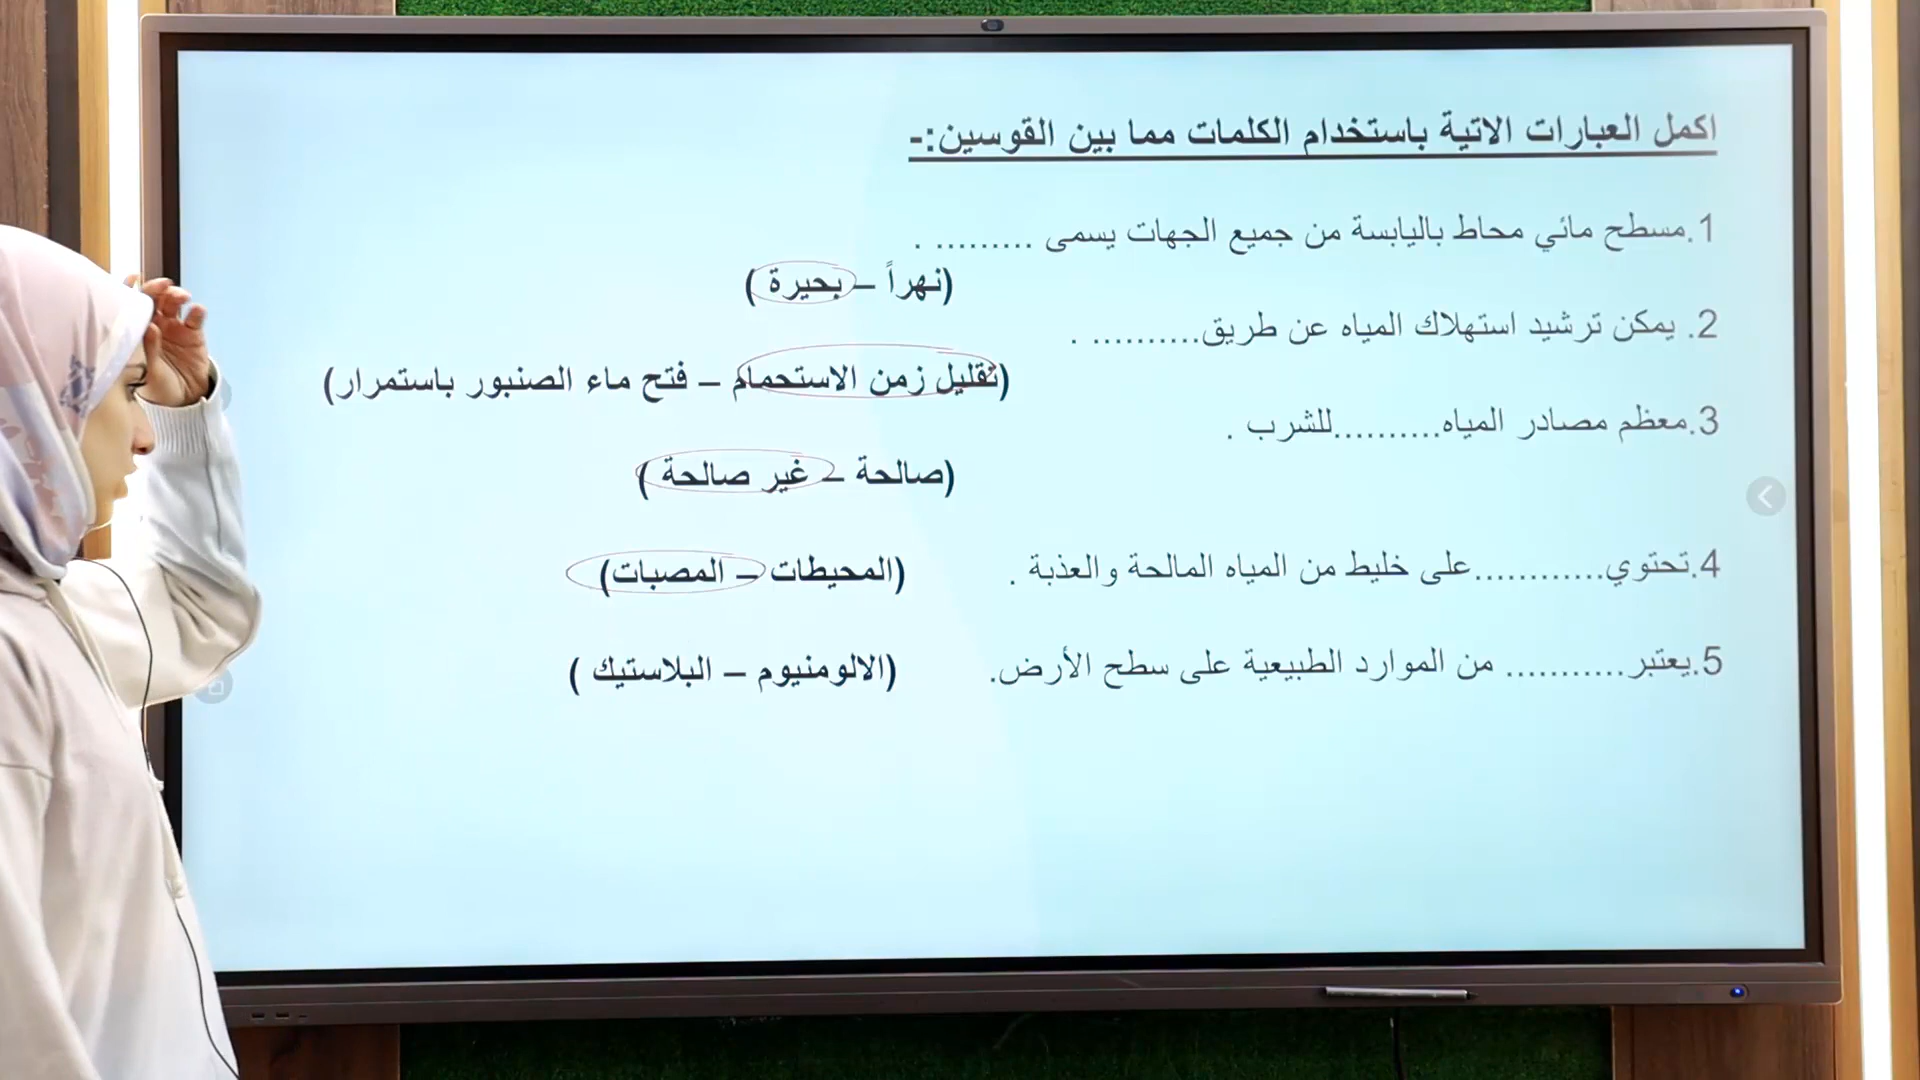 اكمل العبارات الاتية باستخدام الكلمات مما بين القوسين:-
1.مسطح مائي محاط باليابسة من جميع الجهات يسمى ......... .
(نهراً – بحيرة )
2. يمكن ترشيد استهلاك المياه عن طريق.......... .
(تقليل زمن الاستحمام – فتح ماء الصنبور باستمرار)
3.معظم مصادر المياه..........للشرب .
(صالحة – غير صالحة )
4.تحتوي............على خليط من المياه المالحة والعذبة . (المحيطات – المصبات)
5.يعتبر........... من الموارد الطبيعية على سطح الأرض. (الالومنيوم – البلاستيك )